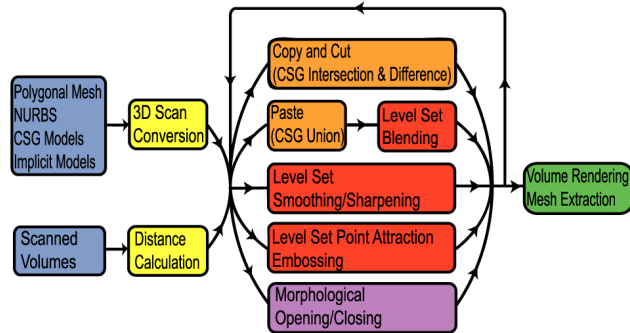 Polygonal Mesh
NURBS
CSG Models
Implicit Models
3D Scan
Conversion
Scanned
Volumes
Distance
Calculation
Copy and Cut
(CSG Intersection & Difference)
Paste
(CSG Union)
Level Set
Blending
Level Set
Smoothing/Sharpening
Level Set Point Attraction
Embossing
Morphological
Opening/Closing
Volume Rendering
Mesh Extraction